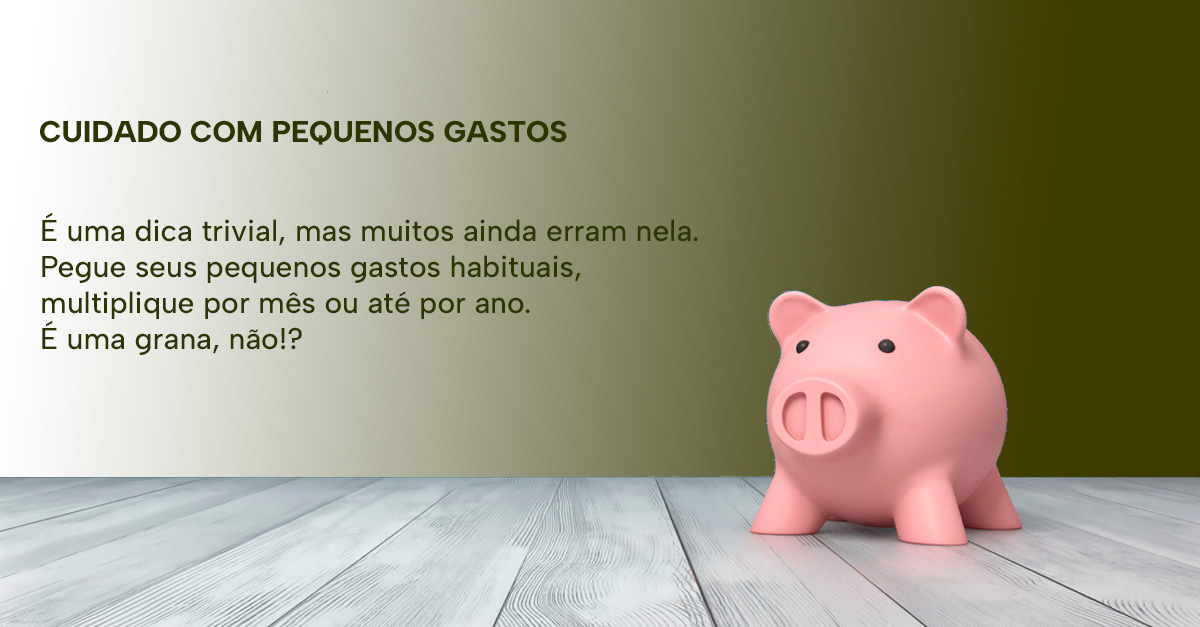 CUIDADO COM PEQUENOS GASTOS
É uma dica trivial, mas muitos ainda erram nela.
Pegue seus pequenos gastos habituais,
multiplique por mês ou até por ano.
É uma grana, não!?